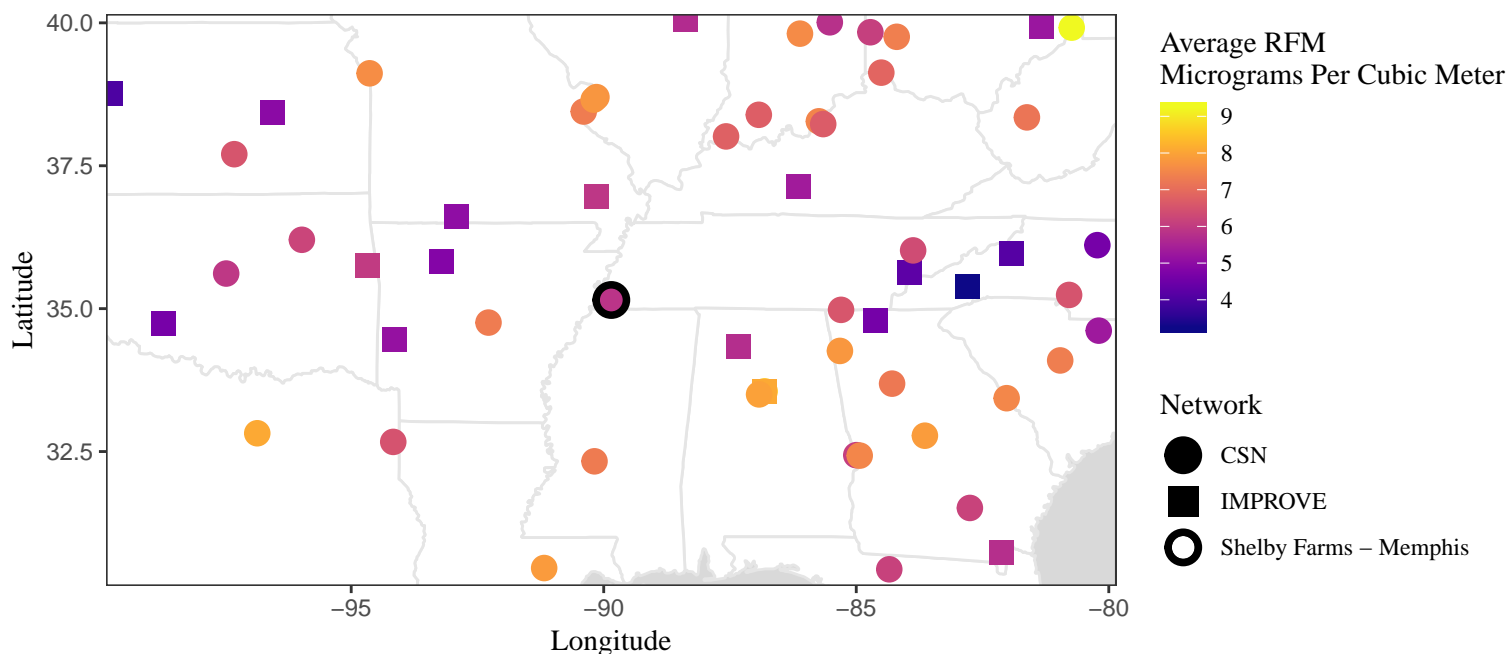 40.0
37.5
35.0
32.5
Latitude
−95
−90
−85
−80
Longitude
Average RFM
Micrograms Per Cubic Meter
9
8
7
6
5
4
Network
CSN
IMPROVE
Shelby Farms – Memphis